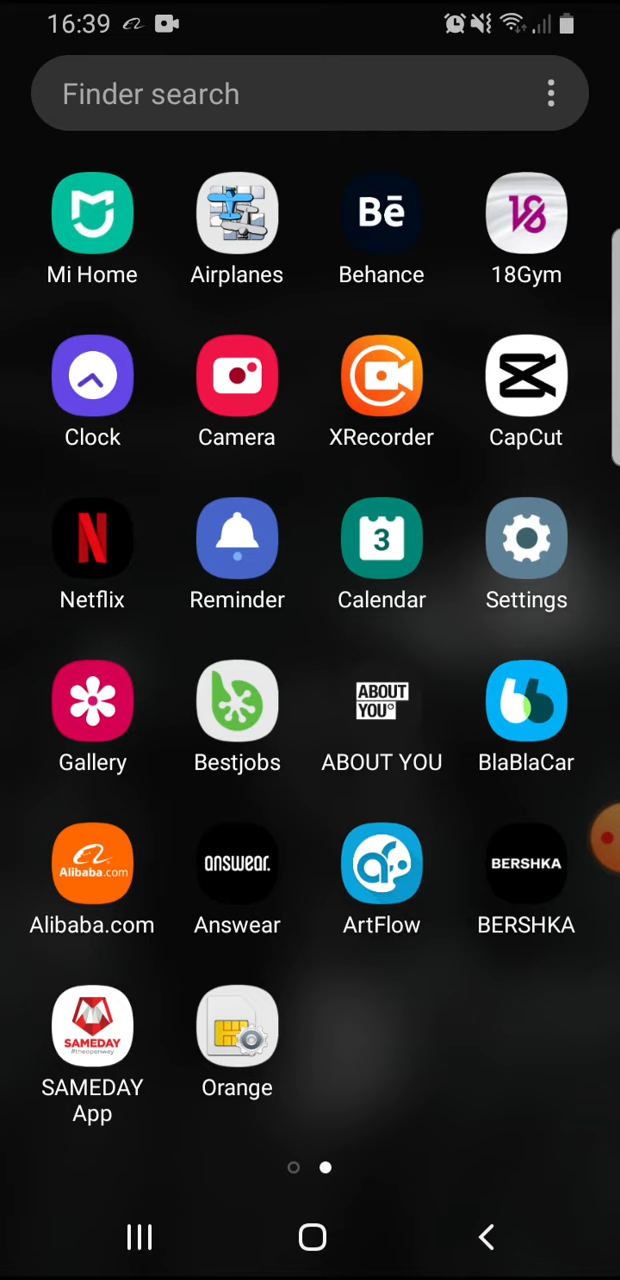 16:39
Finder search
Bē
18
Mi Home
Airplanes
Behance
18Gym
Clock
Camera
XRecorder
CapCut
N
3
Netflix
Reminder
Calendar
Settings
ABOUT
YOU°
Gallery
Bestjobs
ABOUT YOU
BlaBlaCar
Alibaba.com
answear.
BERSHKA
Alibaba.com
Answear
ArtFlow
BERSHKA
SAMEDAY
#theopenway
SAMEDAY
App
Orange